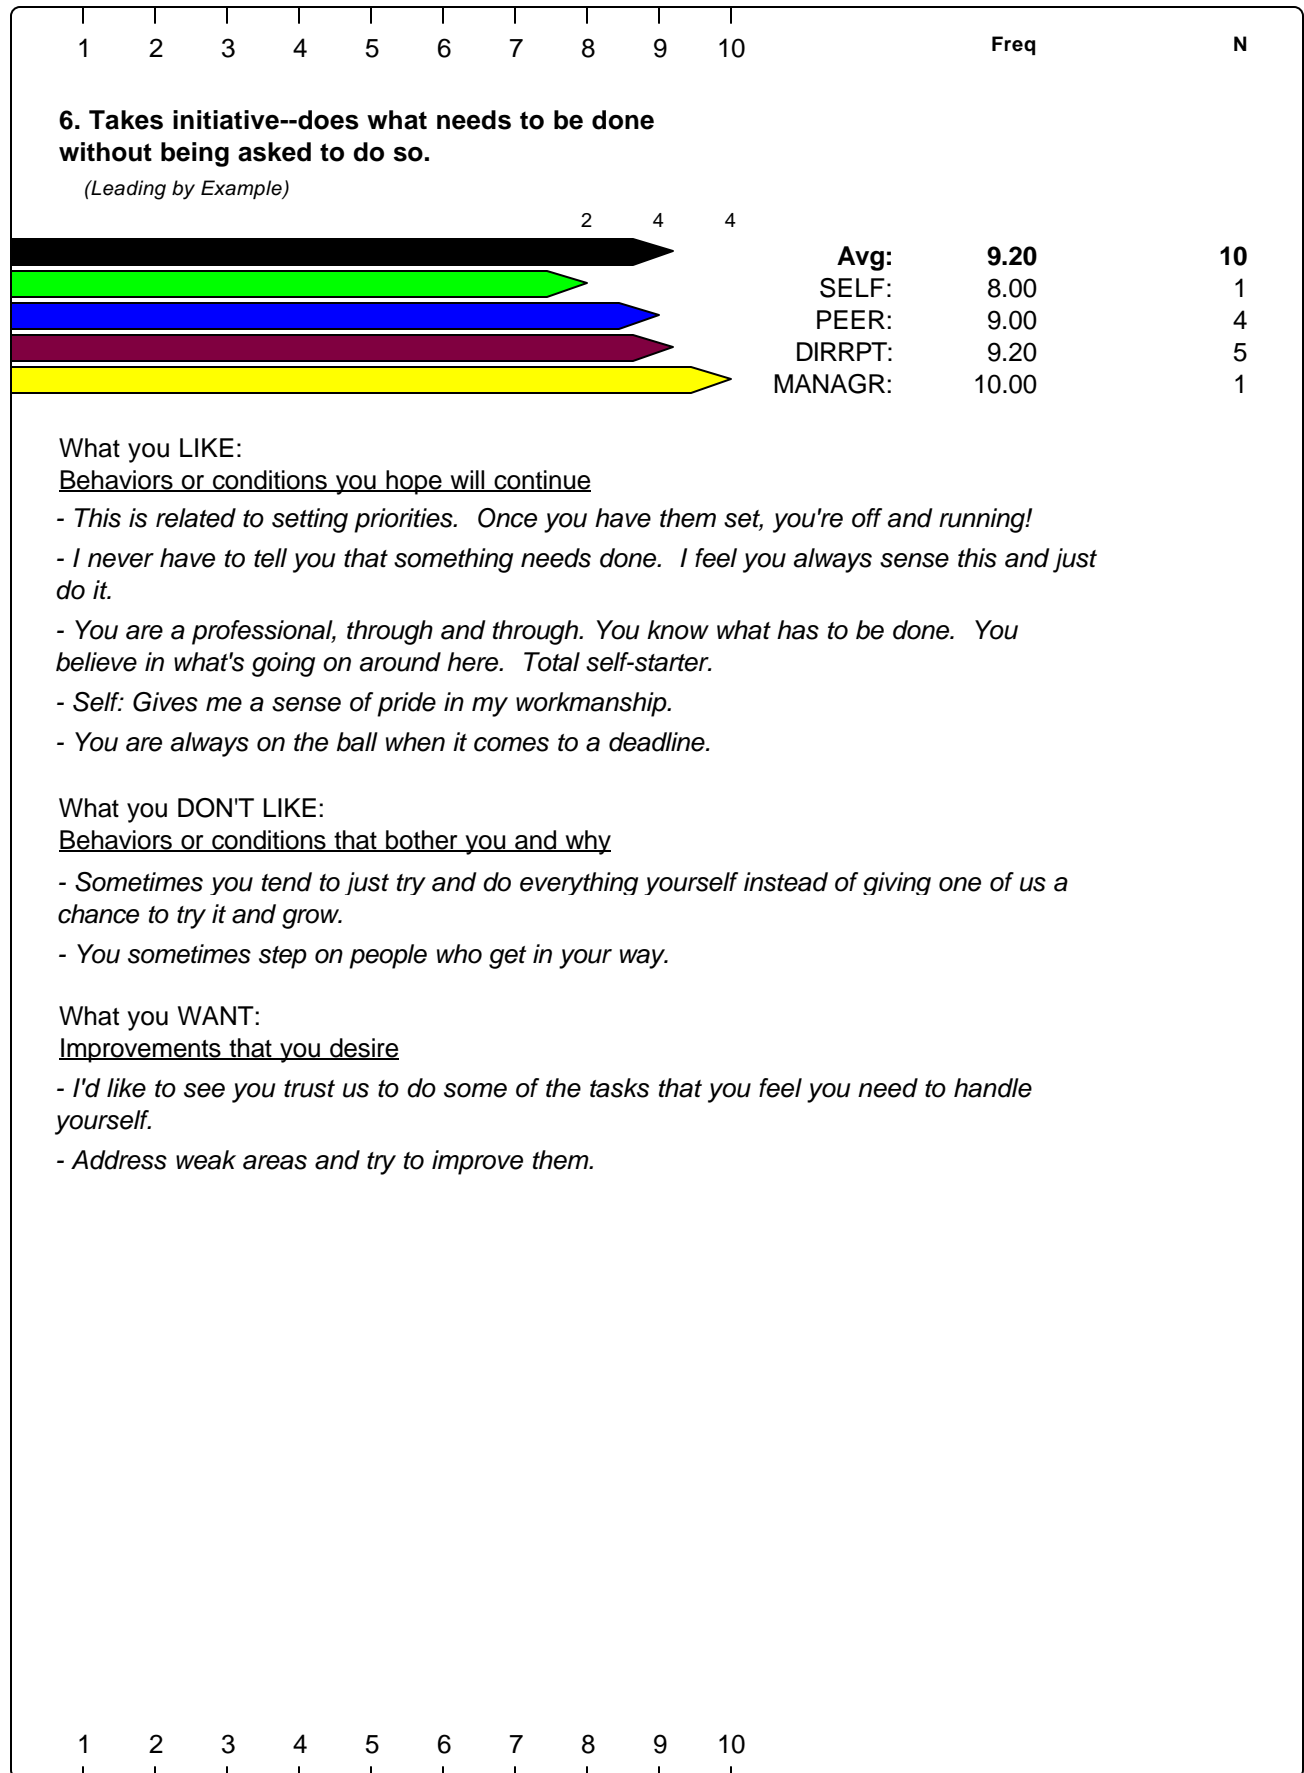 1 2 3 4 5 6 7 8 9 10 Freq N
6. Takes initiative--does what needs to be done
without being asked to do so.
(Leading by Example)
2 4 4
Avg: 9.20 10
SELF: 8.00 1
PEER: 9.00 4
DIRRPT: 9.20 5
MANAGR: 10.00 1
What you LIKE:
Behaviors or conditions you hope will continue
- This is related to setting priorities.  Once you have them set, you're off and running!
- I never have to tell you that something needs done.  I feel you always sense this and just
do it.
- You are a professional, through and through. You know what has to be done.  You
believe in what's going on around here.  Total self-starter.
- Self: Gives me a sense of pride in my workmanship.
- You are always on the ball when it comes to a deadline.
What you DON'T LIKE:
Behaviors or conditions that bother you and why
- Sometimes you tend to just try and do everything yourself instead of giving one of us a
chance to try it and grow.
- You sometimes step on people who get in your way.
What you WANT:
Improvements that you desire
- I'd like to see you trust us to do some of the tasks that you feel you need to handle
yourself.
- Address weak areas and try to improve them.
1 2 3 4 5 6 7 8 9 10